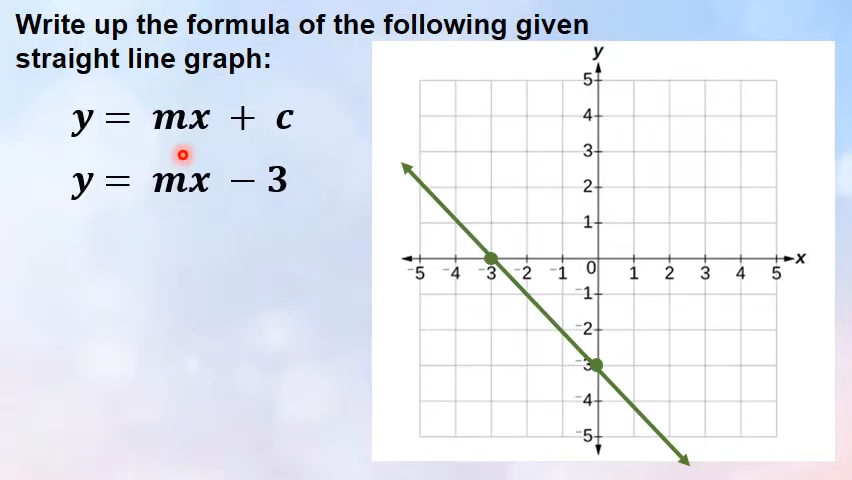 Write up the formula of the following given
straight line graph:
y = mx + c
y = mx − 3
y
5
4
3
2
1
-5 -4 -3 -2 -1 0 1 2 3 4 5 x
-1
-2
-3
-4
-5